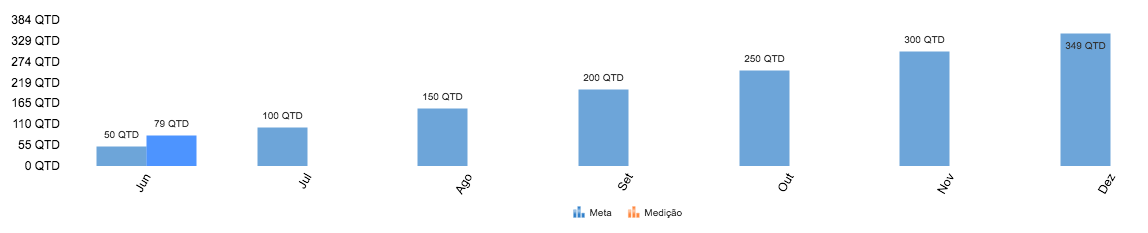 384 QTD
329 QTD
274 QTD
219 QTD
165 QTD
110 QTD
55 QTD
0 QTD
50 QTD
79 QTD
100 QTD
150 QTD
200 QTD
250 QTD
300 QTD
349 QTD
Jun
Jul
Ago
Set
Out
Nov
Dez
Meta
Medição